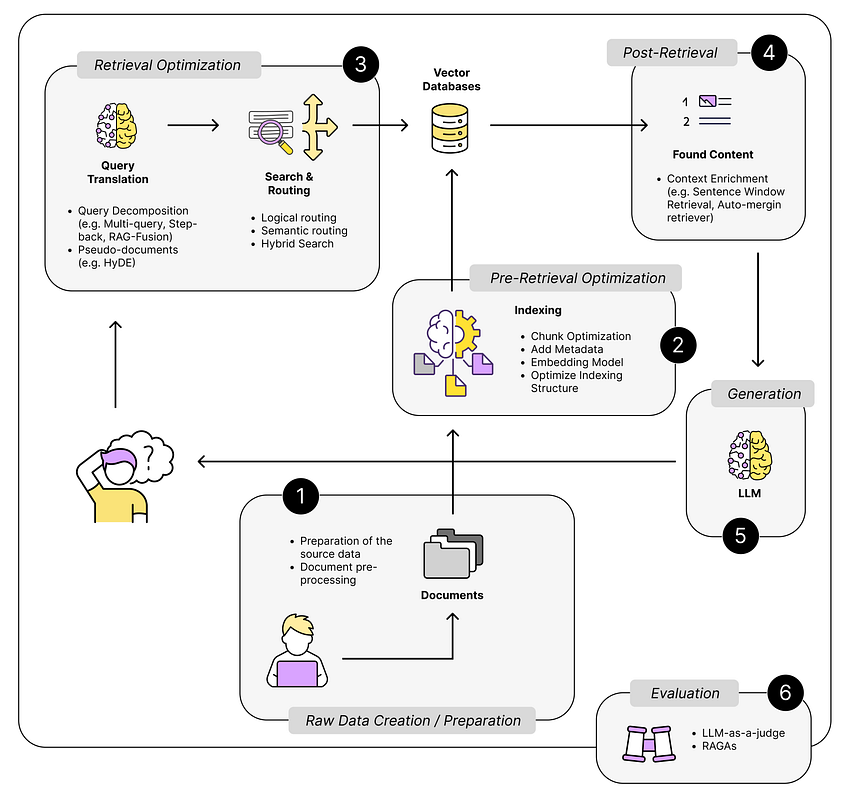 Retrieval Optimization
3
Query
Translation
• Query Decomposition
(e.g. Multi-query, Step-
back, RAG-Fusion)
• Pseudo-documents
(e.g. HyDE)
Search &
Routing
• Logical routing
• Semantic routing
• Hybrid Search
Vector
Databases
Post-Retrieval
4
1
2
Found Content
• Context Enrichment
(e.g. Sentence Window
Retrieval, Auto-margin
retriever)
Pre-Retrieval Optimization
Indexing
• Chunk Optimization
• Add Metadata
• Embedding Model
• Optimize Indexing
Structure
2
Generation
LLM
5
?
1
• Preparation of the
source data
• Document pre-
processing
Documents
Raw Data Creation / Preparation
Evaluation
6
• LLM-as-a-judge
• RAGAs